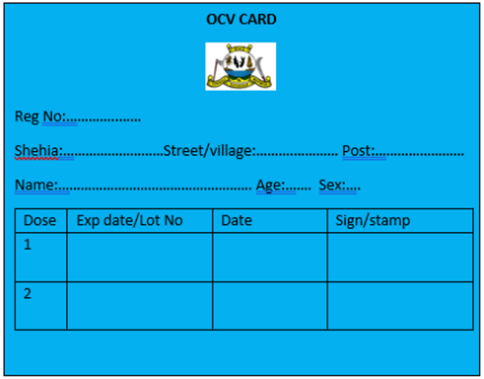 OCV CARD
Reg No:.....................
Shehia:...........................Street/village:...................... Post:........................
Name:.................................................... Age:....... Sex:....
Dose Exp date/Lot No Date Sign/stamp
1
2